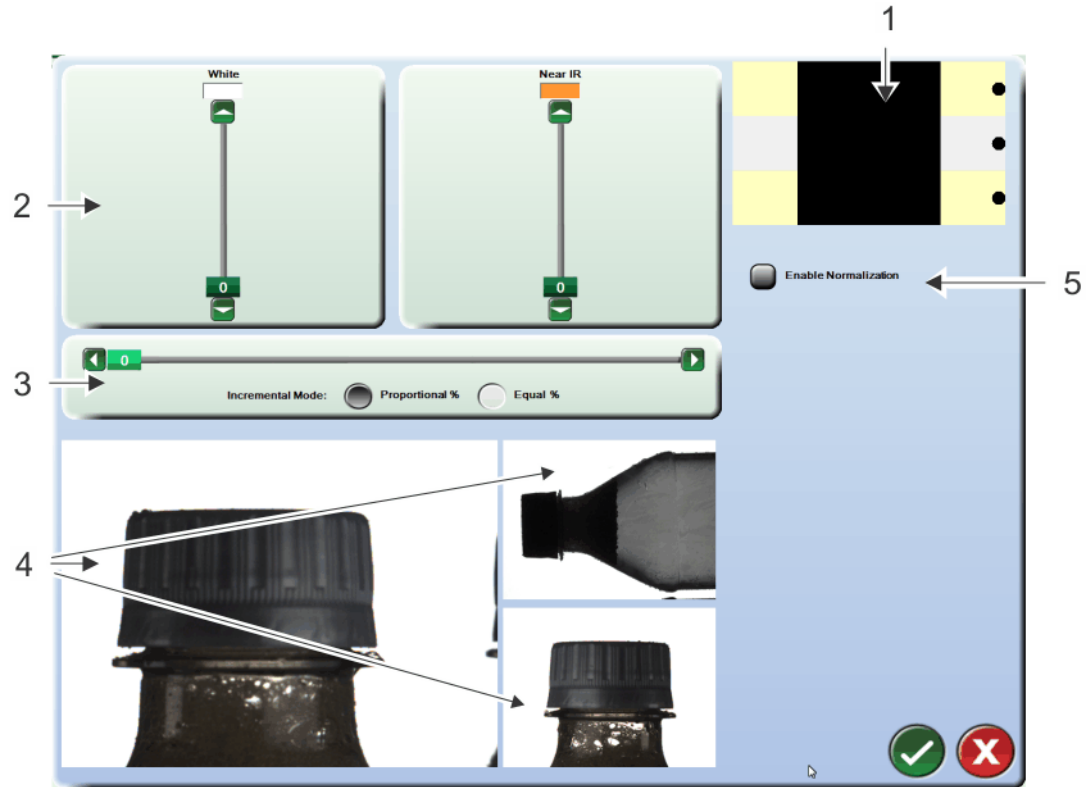 1
White
Near IR
2
0
0
Enable Normalization
5
0
3
Incremental Mode: Proportional % Equal %
4